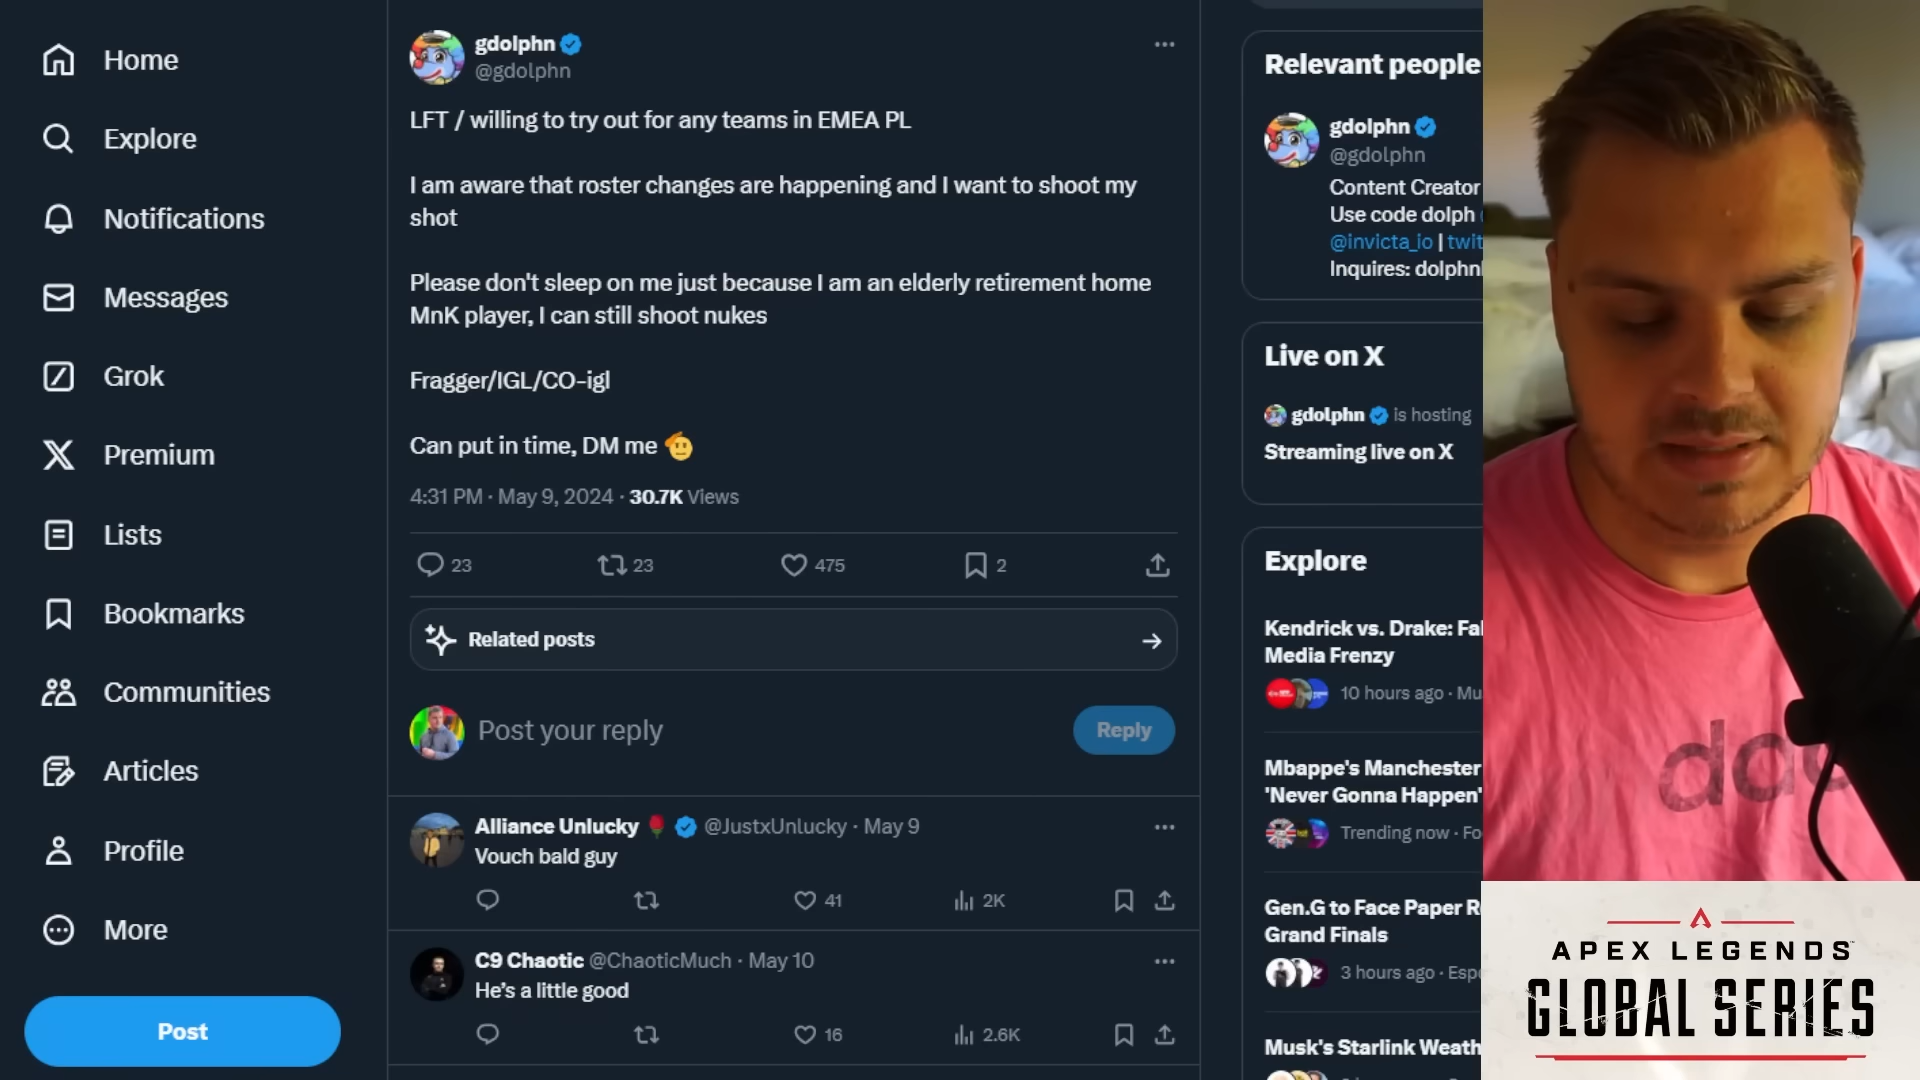 Home
Explore
Notifications
Messages
Grok
Premium
Lists
Bookmarks
Communities
Articles
Profile
More
Post
gdolphn
@gdolphn
LFT / willing to try out for any teams in EMEA PL
I am aware that roster changes are happening and I want to shoot my
shot
Please don't sleep on me just because I am an elderly retirement home
MnK player, I can still shoot nukes
Fragger/IGL/CO-igl
Can put in time, DM me
4:31 PM · May 9, 2024 · 30.7K Views
23
23
475
2
Related posts
Post your reply
Reply
Alliance Unlucky @JustxUnlucky · May 9
Vouch bald guy
41
2K
C9 Chaotic @ChaoticMuch · May 10
He's a little good
16
2.6K
Relevant people
gdolphn
@gdolphn
Content Creator
Use code dolph
@invicta_io | twit
Inquires: dolphn
Live on X
gdolphn is hosting
Streaming live on X
Explore
Kendrick vs. Drake: Fal
Media Frenzy
10 hours ago · Mu
Mbappe's Manchester
'Never Gonna Happen'
Trending now · Fo
Gen.G to Face Paper R
Grand Finals
3 hours ago · Esp
Musk's Starlink Weath
APEX LEGENDS
GLOBAL SERIES